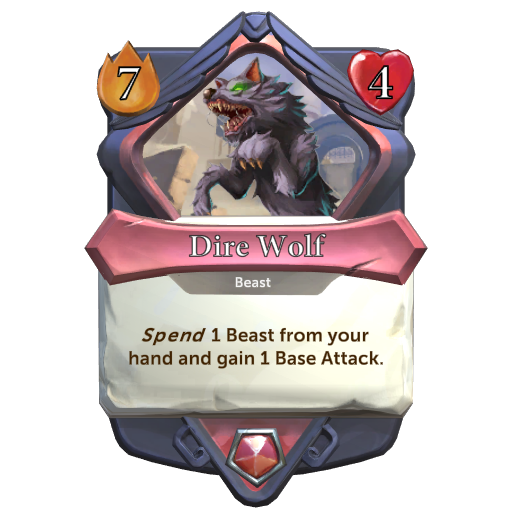 7
4
Dire Wolf
Beast
Spend 1 Beast from your
hand and gain 1 Base Attack.